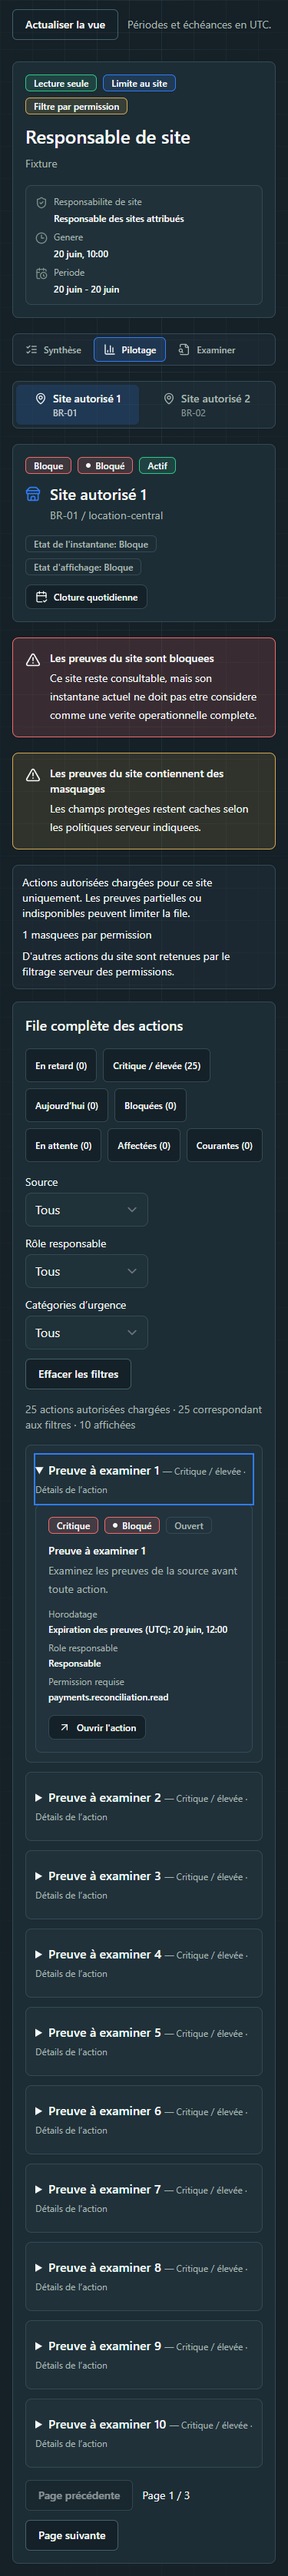 Actualiser la vue
Périodes et échéances en UTC.
Lecture seule
Limite au site
Filtre par permission
Responsable de site
Fixture
Responsabilite de site
Responsable des sites attribués
Genere
20 juin, 10:00
Periode
20 juin - 20 juin
Synthèse
Pilotage
Examiner
Site autorisé 1
BR-01
Site autorisé 2
BR-02
Bloque
Bloqué
Actif
Site autorisé 1
BR-01 / location-central
Etat de l'instantane: Bloque
Etat d'affichage: Bloque
Cloture quotidienne
Les preuves du site sont bloquees
Ce site reste consultable, mais son
instantane actuel ne doit pas etre considere
comme une verite operationnelle complete.
Les preuves du site contiennent des
masquages
Les champs proteges restent caches selon
les politiques serveur indiquees.
Actions autorisées chargées pour ce site
uniquement. Les preuves partielles ou
indisponibles peuvent limiter la file.
1 masquees par permission
D'autres actions du site sont retenues par le
filtrage serveur des permissions.
File complète des actions
En retard (0)
Critique / élevée (25)
Aujourd'hui (0)
Bloquées (0)
En attente (0)
Affectées (0)
Courantes (0)
Source
Tous
Rôle responsable
Tous
Catégories d'urgence
Tous
Effacer les filtres
25 actions autorisées chargées · 25 correspondant
aux filtres · 10 affichées
Preuve à examiner 1 — Critique / élevée ·
Détails de l'action
Critique
Bloqué
Ouvert
Preuve à examiner 1
Examinez les preuves de la source avant
toute action.
Horodatage
Expiration des preuves (UTC): 20 juin, 12:00
Role responsable
Responsable
Permission requise
payments.reconciliation.read
Ouvrir l'action
Preuve à examiner 2 — Critique / élevée ·
Détails de l'action
Preuve à examiner 3 — Critique / élevée ·
Détails de l'action
Preuve à examiner 4 — Critique / élevée ·
Détails de l'action
Preuve à examiner 5 — Critique / élevée ·
Détails de l'action
Preuve à examiner 6 — Critique / élevée ·
Détails de l'action
Preuve à examiner 7 — Critique / élevée ·
Détails de l'action
Preuve à examiner 8 — Critique / élevée ·
Détails de l'action
Preuve à examiner 9 — Critique / élevée ·
Détails de l'action
Preuve à examiner 10 — Critique / élevée ·
Détails de l'action
Page précédente
Page 1 / 3
Page suivante